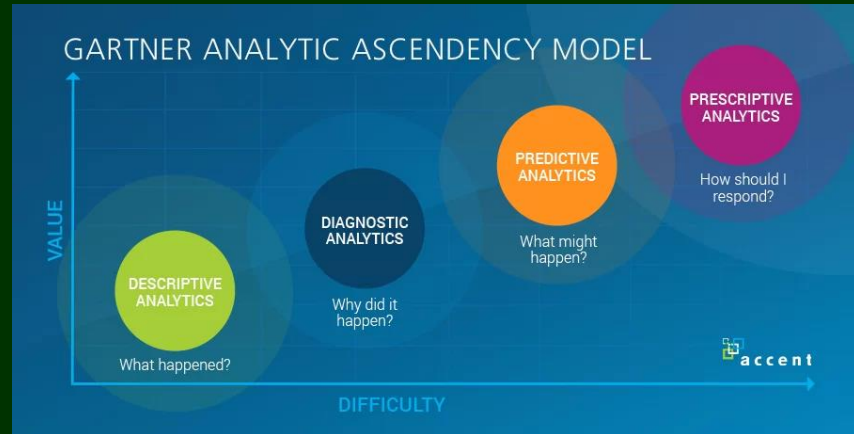 GARTNER ANALYTIC ASCENDENCY MODEL
VALUE
DESCRIPTIVE
ANALYTICS
What happened?
DIAGNOSTIC
ANALYTICS
Why did it
happen?
PREDICTIVE
ANALYTICS
What might
happen?
PRESCRIPTIVE
ANALYTICS
How should I
respond?
accent
DIFFICULTY